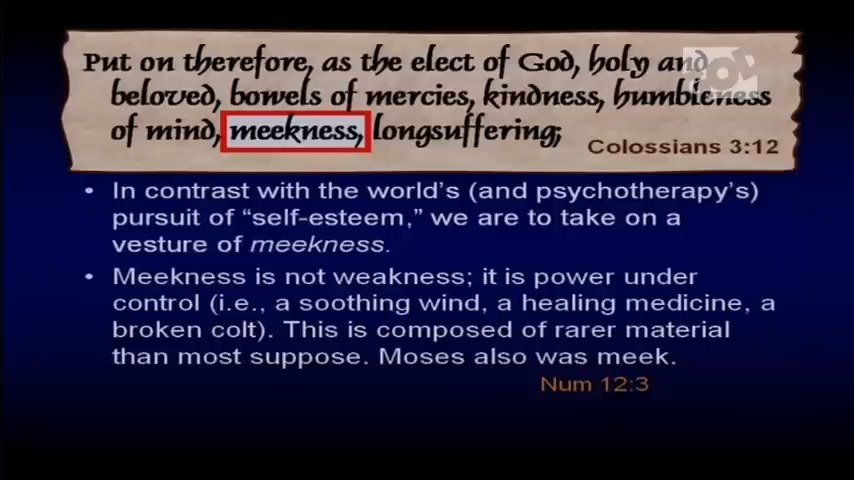 Put on therefore, as the elect of God, holy and
beloved, bowels of mercies, kindness, humbleness
of mind, meekness, longsuffering;
Colossians 3:12
• In contrast with the world's (and psychotherapy's)
pursuit of “self-esteem,” we are to take on a
vesture of meekness.
• Meekness is not weakness; it is power under
control (i.e., a soothing wind, a healing medicine, a
broken colt). This is composed of rarer material
than most suppose. Moses also was meek.
Num 12:3